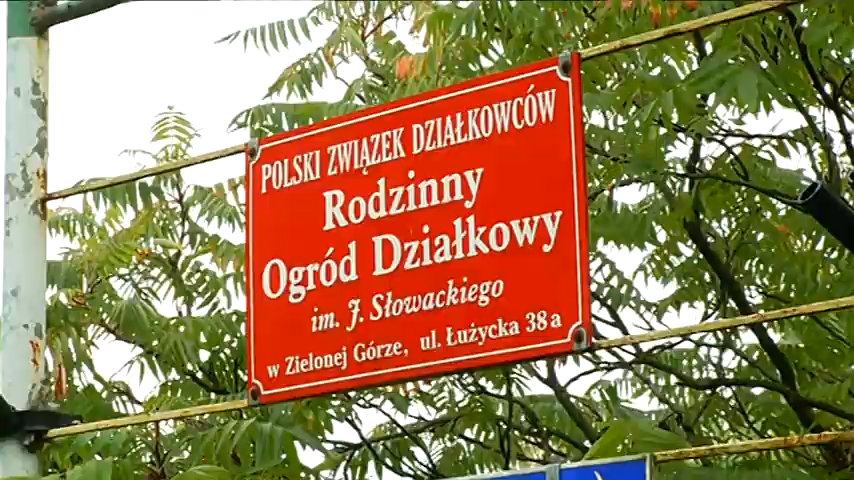 POLSKI ZWIĄZEK DZIAŁKOWCÓW
Rodzinny
Ogród Działkowy
im. J. Słowackiego
w Zielonej Górze, ul. Łużycka 38a